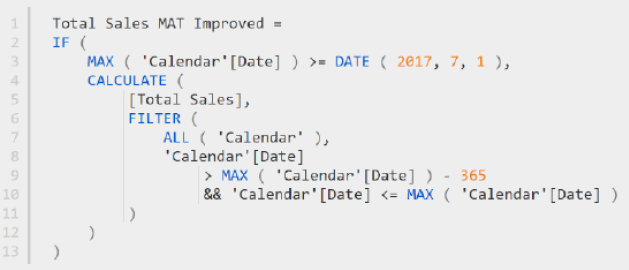 1 Total Sales MAT Improved =
2 IF (
3 MAX ( 'Calendar'[Date] ) >= DATE ( 2017, 7, 1 ),
4 CALCULATE (
5 [Total Sales],
6 FILTER (
7 ALL ( 'Calendar' ),
8 'Calendar'[Date]
9 > MAX ( 'Calendar'[Date] ) - 365
10 && 'Calendar'[Date] <= MAX ( 'Calendar'[Date] )
11 )
12 )
13 )